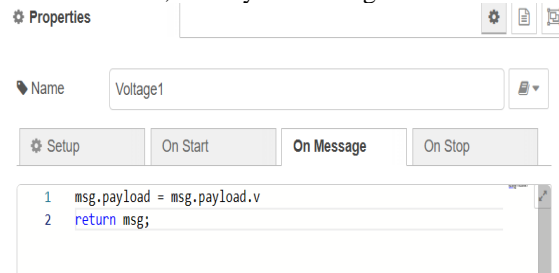 Properties
Name
Voltage1
Setup On Start On Message On Stop
1 msg.payload = msg.payload.v
2 return msg;